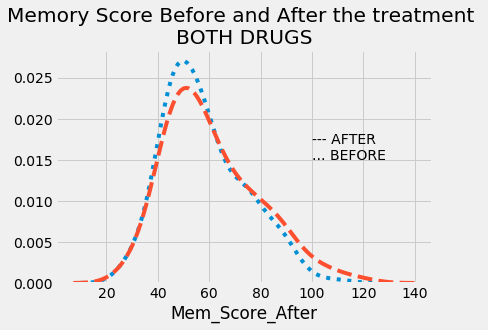 Memory Score Before and After the treatment
BOTH DRUGS
0.025
0.020
0.015
0.010
0.005
0.000
--- AFTER
... BEFORE
20 40 60 80 100 120 140
Mem_Score_After